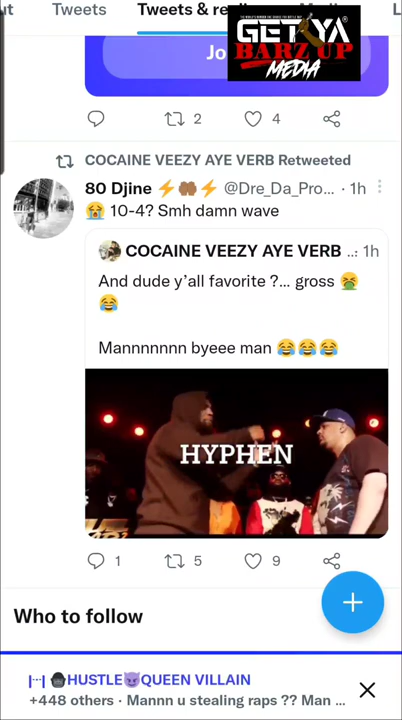 Tweets
GET YA
BARZ UP
MEDIA
Jo
2
4
COCAINE VEEZY AYE VERB Retweeted
80 Djine ⚡🙏🏾⚡ @Dre_Da_Pro... · 1h
😭 10-4? Smh damn wave
COCAINE VEEZY AYE VERB ..: 1h
And dude y'all favorite ?... gross 🤮
😂
Mannnnnnn byeee man 😂😂😂
HYPHEN
1
5
9
Who to follow
|···| 🌚HUSTLE😈QUEEN VILLAIN
+448 others · Mannn u stealing raps ?? Man ...